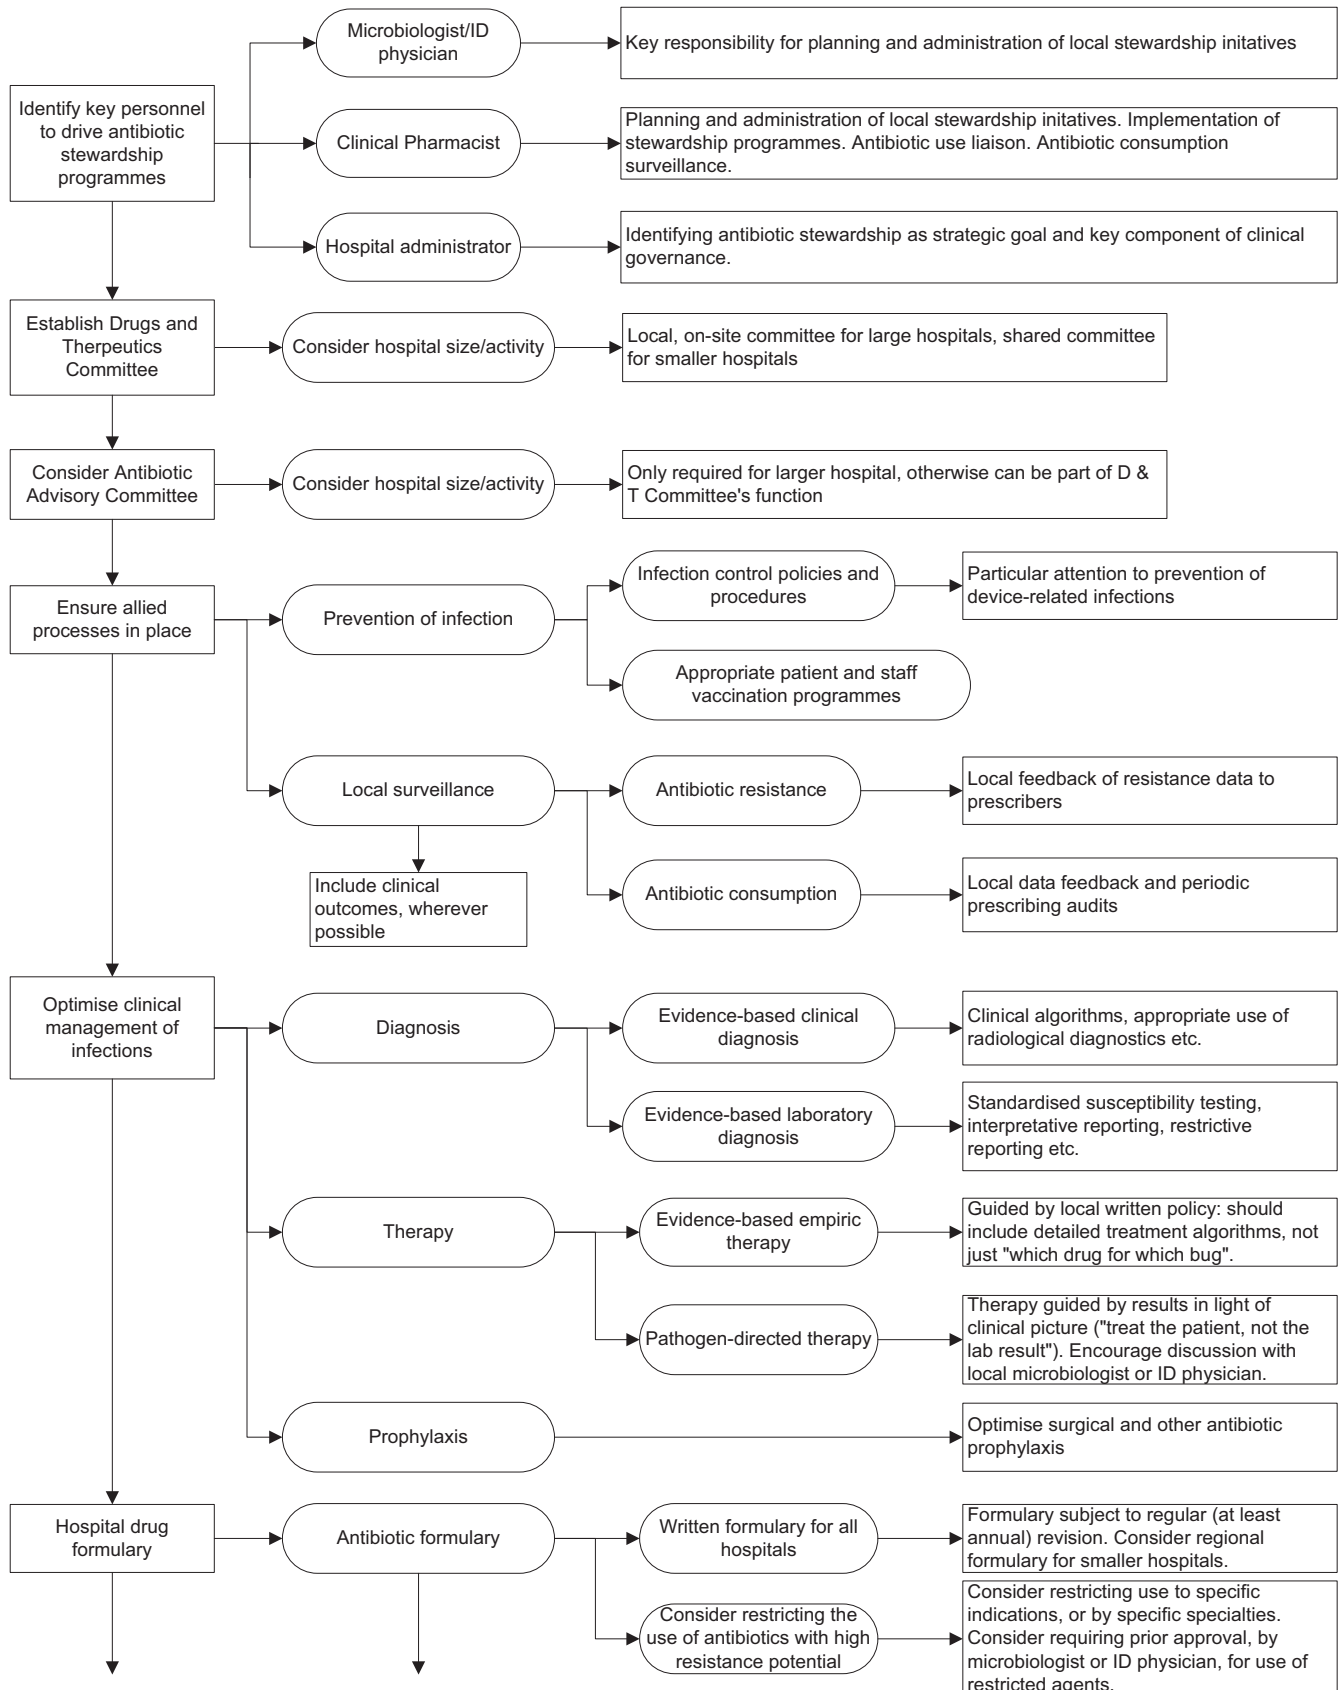 Microbiologist/ID
physician
Key responsibility for planning and administration of local stewardship initatives
Identify key personnel
to drive antibiotic
stewardship
programmes
Clinical Pharmacist
Planning and administration of local stewardship initatives. Implementation of
stewardship programmes. Antibiotic use liaison. Antibiotic consumption
surveillance.
Hospital administrator
Identifying antibiotic stewardship as strategic goal and key component of clinical
governance.
Establish Drugs and
Therpeutics
Committee
Consider hospital size/activity
Local, on-site committee for large hospitals, shared committee
for smaller hospitals
Consider Antibiotic
Advisory Committee
Consider hospital size/activity
Only required for larger hospital, otherwise can be part of D &
T Committee's function
Ensure allied
processes in place
Prevention of infection
Infection control policies and
procedures
Particular attention to prevention of
device-related infections
Appropriate patient and staff
vaccination programmes
Local surveillance
Antibiotic resistance
Local feedback of resistance data to
prescribers
Include clinical
outcomes, wherever
possible
Antibiotic consumption
Local data feedback and periodic
prescribing audits
Optimise clinical
management of
infections
Diagnosis
Evidence-based clinical
diagnosis
Clinical algorithms, appropriate use of
radiological diagnostics etc.
Evidence-based laboratory
diagnosis
Standardised susceptibility testing,
interpretative reporting, restrictive
reporting etc.
Therapy
Evidence-based empiric
therapy
Guided by local written policy: should
include detailed treatment algorithms, not
just "which drug for which bug".
Pathogen-directed therapy
Therapy guided by results in light of
clinical picture ("treat the patient, not the
lab result"). Encourage discussion with
local microbiologist or ID physician.
Prophylaxis
Optimise surgical and other antibiotic
prophylaxis
Hospital drug
formulary
Antibiotic formulary
Written formulary for all
hospitals
Formulary subject to regular (at least
annual) revision. Consider regional
formulary for smaller hospitals.
Consider restricting the
use of antibiotics with high
resistance potential
Consider restricting use to specific
indications, or by specific specialties.
Consider requiring prior approval, by
microbiologist or ID physician, for use of
restricted agents.